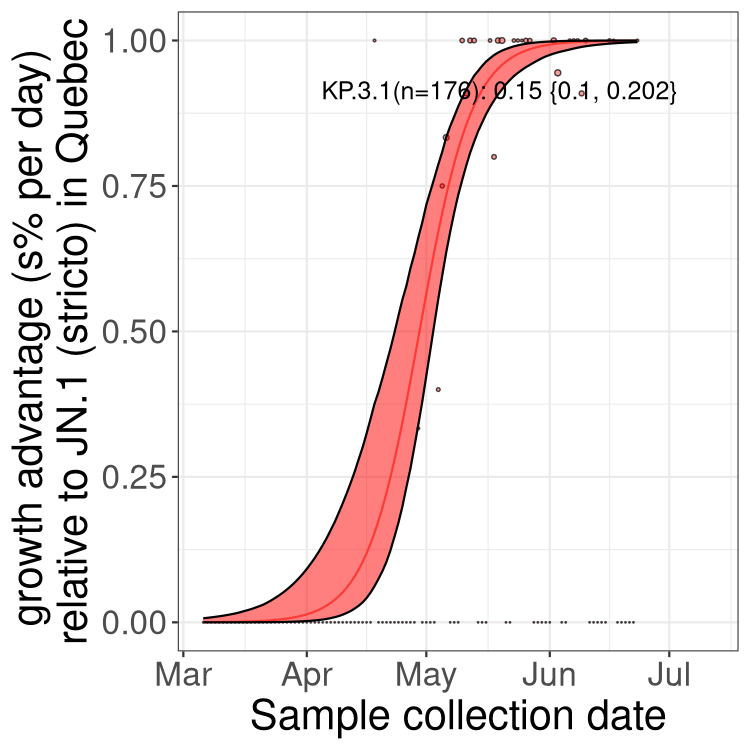 growth advantage (s% per day)
relative to JN.1 (stricto) in Quebec
1.00
0.75
0.50
0.25
0.00
KP.3.1(n=176): 0.15 {0.1, 0.202}
Mar Apr May Jun Jul
Sample collection date